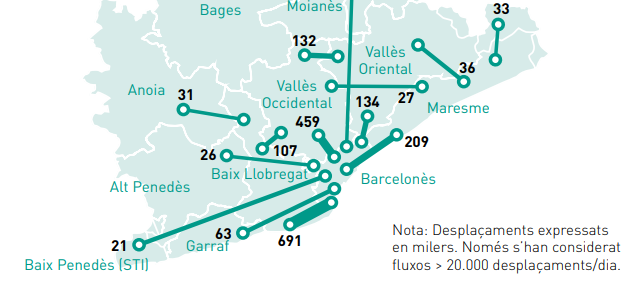 Moianès
33
Bages
132
Vallès
Oriental
36
Anoia
31
Vallès
Occidental
27
134
Maresme
459
107
209
26
Baix Llobregat
Barcelonès
Alt Penedès
Nota: Desplaçaments expressats
en milers. Només s'han considerat
fluxos > 20.000 desplaçaments/dia.
63
691
21
Garraf
Baix Penedès (STI)